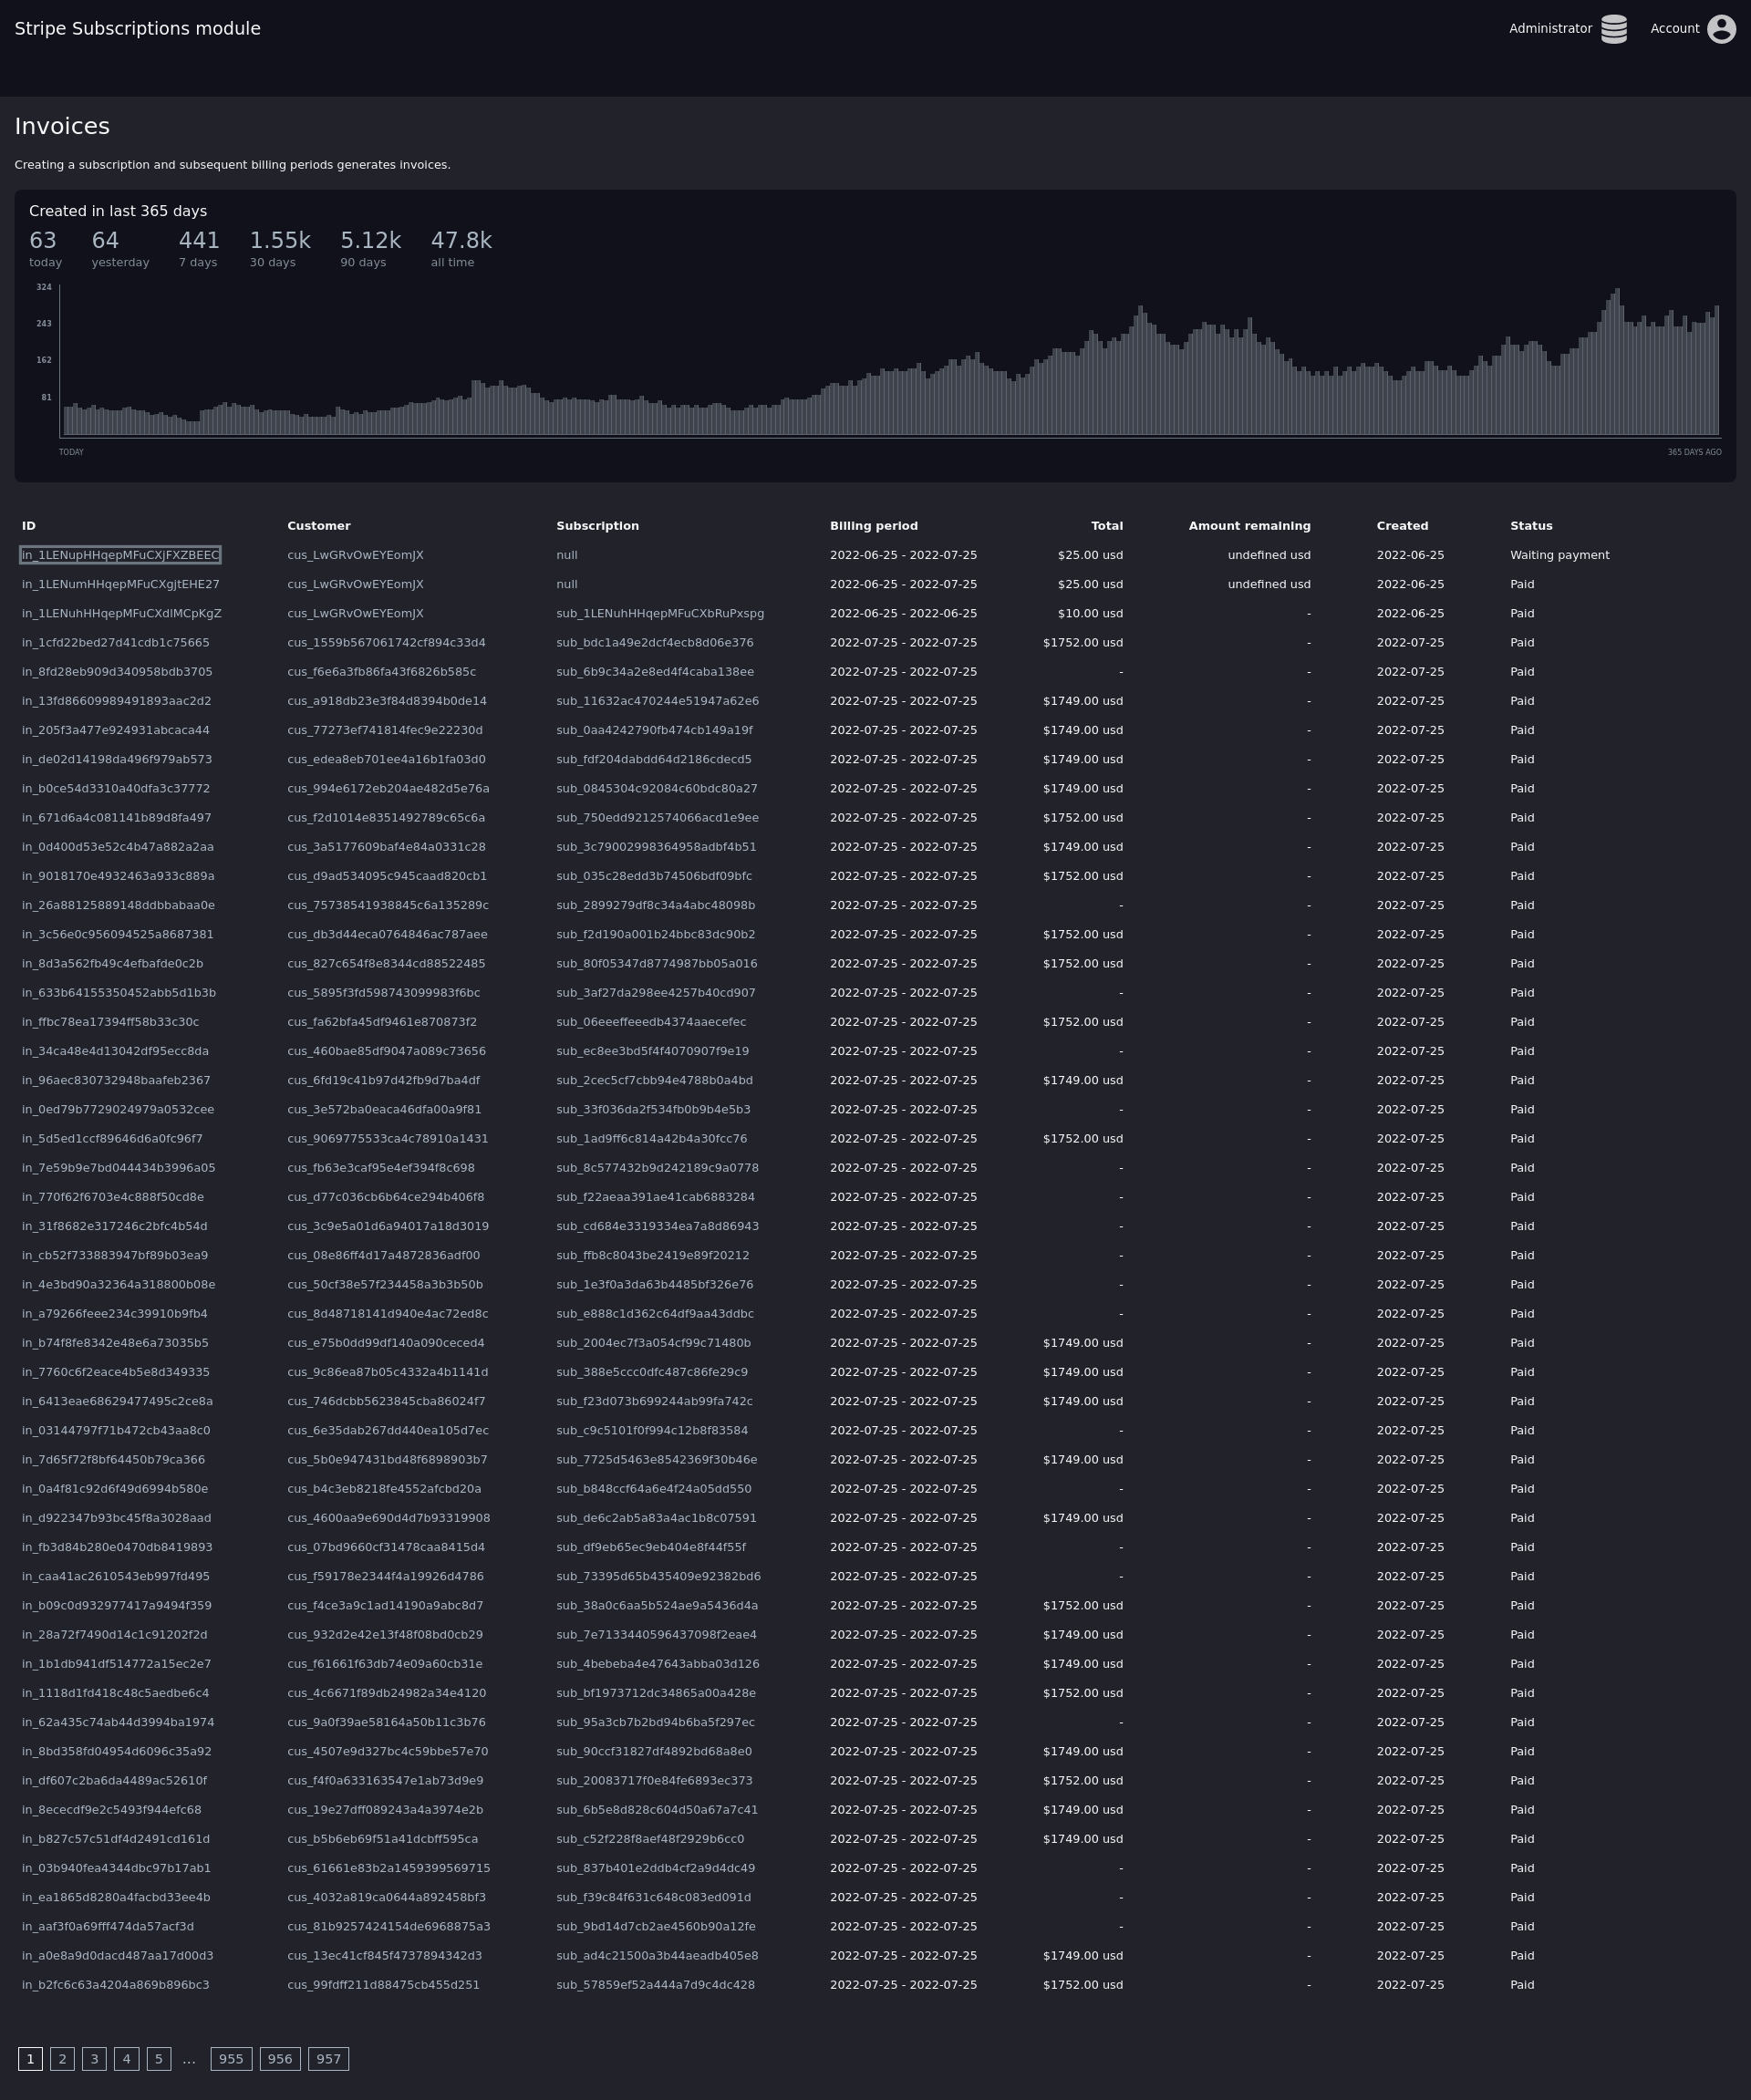 Stripe Subscriptions module Administrator Account
Invoices
Creating a subscription and subsequent billing periods generates invoices.
Created in last 365 days
63 64 441 1.55k 5.12k 47.8k
today yesterday 7 days 30 days 90 days all time
324
243
162
81
TODAY 365 DAYS AGO
ID Customer Subscription Billing period Total Amount remaining Created Status
in_1LENupHHqepMFuCXjFXZBEEC cus_LwGRvOwEYEomJX null 2022-06-25 - 2022-07-25 $25.00 usd undefined usd 2022-06-25 Waiting payment
in_1LENumHHqepMFuCXgjtEHE27 cus_LwGRvOwEYEomJX null 2022-06-25 - 2022-07-25 $25.00 usd undefined usd 2022-06-25 Paid
in_1LENuhHHqepMFuCXdlMCpKgZ cus_LwGRvOwEYEomJX sub_1LENuhHHqepMFuCXbRuPxspg 2022-06-25 - 2022-06-25 $10.00 usd - 2022-06-25 Paid
in_1cfd22bed27d41cdb1c75665 cus_1559b567061742cf894c33d4 sub_bdc1a49e2dcf4ecb8d06e376 2022-07-25 - 2022-07-25 $1752.00 usd - 2022-07-25 Paid
in_8fd28eb909d340958bdb3705 cus_f6e6a3fb86fa43f6826b585c sub_6b9c34a2e8ed4f4caba138ee 2022-07-25 - 2022-07-25 - - 2022-07-25 Paid
in_13fd86609989491893aac2d2 cus_a918db23e3f84d8394b0de14 sub_11632ac470244e51947a62e6 2022-07-25 - 2022-07-25 $1749.00 usd - 2022-07-25 Paid
in_205f3a477e924931abcaca44 cus_77273ef741814fec9e22230d sub_0aa4242790fb474cb149a19f 2022-07-25 - 2022-07-25 $1749.00 usd - 2022-07-25 Paid
in_de02d14198da496f979ab573 cus_edea8eb701ee4a16b1fa03d0 sub_fdf204dabdd64d2186cdecd5 2022-07-25 - 2022-07-25 $1749.00 usd - 2022-07-25 Paid
in_b0ce54d3310a40dfa3c37772 cus_994e6172eb204ae482d5e76a sub_0845304c92084c60bdc80a27 2022-07-25 - 2022-07-25 $1749.00 usd - 2022-07-25 Paid
in_671d6a4c081141b89d8fa497 cus_f2d1014e8351492789c65c6a sub_750edd9212574066acd1e9ee 2022-07-25 - 2022-07-25 $1752.00 usd - 2022-07-25 Paid
in_0d400d53e52c4b47a882a2aa cus_3a5177609baf4e84a0331c28 sub_3c79002998364958adbf4b51 2022-07-25 - 2022-07-25 $1749.00 usd - 2022-07-25 Paid
in_9018170e4932463a933c889a cus_d9ad534095c945caad820cb1 sub_035c28edd3b74506bdf09bfc 2022-07-25 - 2022-07-25 $1752.00 usd - 2022-07-25 Paid
in_26a88125889148ddbbabaa0e cus_75738541938845c6a135289c sub_2899279df8c34a4abc48098b 2022-07-25 - 2022-07-25 - - 2022-07-25 Paid
in_3c56e0c956094525a8687381 cus_db3d44eca0764846ac787aee sub_f2d190a001b24bbc83dc90b2 2022-07-25 - 2022-07-25 $1752.00 usd - 2022-07-25 Paid
in_8d3a562fb49c4efbafde0c2b cus_827c654f8e8344cd88522485 sub_80f05347d8774987bb05a016 2022-07-25 - 2022-07-25 $1752.00 usd - 2022-07-25 Paid
in_633b64155350452abb5d1b3b cus_5895f3fd598743099983f6bc sub_3af27da298ee4257b40cd907 2022-07-25 - 2022-07-25 - - 2022-07-25 Paid
in_ffbc78ea17394ff58b33c30c cus_fa62bfa45df9461e870873f2 sub_06eeeffeeedb4374aaecefec 2022-07-25 - 2022-07-25 $1752.00 usd - 2022-07-25 Paid
in_34ca48e4d13042df95ecc8da cus_460bae85df9047a089c73656 sub_ec8ee3bd5f4f4070907f9e19 2022-07-25 - 2022-07-25 - - 2022-07-25 Paid
in_96aec830732948baafeb2367 cus_6fd19c41b97d42fb9d7ba4df sub_2cec5cf7cbb94e4788b0a4bd 2022-07-25 - 2022-07-25 $1749.00 usd - 2022-07-25 Paid
in_0ed79b7729024979a0532cee cus_3e572ba0eaca46dfa00a9f81 sub_33f036da2f534fb0b9b4e5b3 2022-07-25 - 2022-07-25 - - 2022-07-25 Paid
in_5d5ed1ccf89646d6a0fc96f7 cus_9069775533ca4c78910a1431 sub_1ad9ff6c814a42b4a30fcc76 2022-07-25 - 2022-07-25 $1752.00 usd - 2022-07-25 Paid
in_7e59b9e7bd044434b3996a05 cus_fb63e3caf95e4ef394f8c698 sub_8c577432b9d242189c9a0778 2022-07-25 - 2022-07-25 - - 2022-07-25 Paid
in_770f62f6703e4c888f50cd8e cus_d77c036cb6b64ce294b406f8 sub_f22aeaa391ae41cab6883284 2022-07-25 - 2022-07-25 - - 2022-07-25 Paid
in_31f8682e317246c2bfc4b54d cus_3c9e5a01d6a94017a18d3019 sub_cd684e3319334ea7a8d86943 2022-07-25 - 2022-07-25 - - 2022-07-25 Paid
in_cb52f733883947bf89b03ea9 cus_08e86ff4d17a4872836adf00 sub_ffb8c8043be2419e89f20212 2022-07-25 - 2022-07-25 - - 2022-07-25 Paid
in_4e3bd90a32364a318800b08e cus_50cf38e57f234458a3b3b50b sub_1e3f0a3da63b4485bf326e76 2022-07-25 - 2022-07-25 - - 2022-07-25 Paid
in_a79266feee234c39910b9fb4 cus_8d48718141d940e4ac72ed8c sub_e888c1d362c64df9aa43ddbc 2022-07-25 - 2022-07-25 - - 2022-07-25 Paid
in_b74f8fe8342e48e6a73035b5 cus_e75b0dd99df140a090ceced4 sub_2004ec7f3a054cf99c71480b 2022-07-25 - 2022-07-25 $1749.00 usd - 2022-07-25 Paid
in_7760c6f2eace4b5e8d349335 cus_9c86ea87b05c4332a4b1141d sub_388e5ccc0dfc487c86fe29c9 2022-07-25 - 2022-07-25 $1749.00 usd - 2022-07-25 Paid
in_6413eae68629477495c2ce8a cus_746dcbb5623845cba86024f7 sub_f23d073b699244ab99fa742c 2022-07-25 - 2022-07-25 $1749.00 usd - 2022-07-25 Paid
in_03144797f71b472cb43aa8c0 cus_6e35dab267dd440ea105d7ec sub_c9c5101f0f994c12b8f83584 2022-07-25 - 2022-07-25 - - 2022-07-25 Paid
in_7d65f72f8bf64450b79ca366 cus_5b0e947431bd48f6898903b7 sub_7725d5463e8542369f30b46e 2022-07-25 - 2022-07-25 $1749.00 usd - 2022-07-25 Paid
in_0a4f81c92d6f49d6994b580e cus_b4c3eb8218fe4552afcbd20a sub_b848ccf64a6e4f24a05dd550 2022-07-25 - 2022-07-25 - - 2022-07-25 Paid
in_d922347b93bc45f8a3028aad cus_4600aa9e690d4d7b93319908 sub_de6c2ab5a83a4ac1b8c07591 2022-07-25 - 2022-07-25 $1749.00 usd - 2022-07-25 Paid
in_fb3d84b280e0470db8419893 cus_07bd9660cf31478caa8415d4 sub_df9eb65ec9eb404e8f44f55f 2022-07-25 - 2022-07-25 - - 2022-07-25 Paid
in_caa41ac2610543eb997fd495 cus_f59178e2344f4a19926d4786 sub_73395d65b435409e92382bd6 2022-07-25 - 2022-07-25 - - 2022-07-25 Paid
in_b09c0d932977417a9494f359 cus_f4ce3a9c1ad14190a9abc8d7 sub_38a0c6aa5b524ae9a5436d4a 2022-07-25 - 2022-07-25 $1752.00 usd - 2022-07-25 Paid
in_28a72f7490d14c1c91202f2d cus_932d2e42e13f48f08bd0cb29 sub_7e7133440596437098f2eae4 2022-07-25 - 2022-07-25 $1749.00 usd - 2022-07-25 Paid
in_1b1db941df514772a15ec2e7 cus_f61661f63db74e09a60cb31e sub_4bebeba4e47643abba03d126 2022-07-25 - 2022-07-25 $1749.00 usd - 2022-07-25 Paid
in_1118d1fd418c48c5aedbe6c4 cus_4c6671f89db24982a34e4120 sub_bf1973712dc34865a00a428e 2022-07-25 - 2022-07-25 $1752.00 usd - 2022-07-25 Paid
in_62a435c74ab44d3994ba1974 cus_9a0f39ae58164a50b11c3b76 sub_95a3cb7b2bd94b6ba5f297ec 2022-07-25 - 2022-07-25 - - 2022-07-25 Paid
in_8bd358fd04954d6096c35a92 cus_4507e9d327bc4c59bbe57e70 sub_90ccf31827df4892bd68a8e0 2022-07-25 - 2022-07-25 $1749.00 usd - 2022-07-25 Paid
in_df607c2ba6da4489ac52610f cus_f4f0a633163547e1ab73d9e9 sub_20083717f0e84fe6893ec373 2022-07-25 - 2022-07-25 $1752.00 usd - 2022-07-25 Paid
in_8ececdf9e2c5493f944efc68 cus_19e27dff089243a4a3974e2b sub_6b5e8d828c604d50a67a7c41 2022-07-25 - 2022-07-25 $1749.00 usd - 2022-07-25 Paid
in_b827c57c51df4d2491cd161d cus_b5b6eb69f51a41dcbff595ca sub_c52f228f8aef48f2929b6cc0 2022-07-25 - 2022-07-25 $1749.00 usd - 2022-07-25 Paid
in_03b940fea4344dbc97b17ab1 cus_61661e83b2a1459399569715 sub_837b401e2ddb4cf2a9d4dc49 2022-07-25 - 2022-07-25 - - 2022-07-25 Paid
in_ea1865d8280a4facbd33ee4b cus_4032a819ca0644a892458bf3 sub_f39c84f631c648c083ed091d 2022-07-25 - 2022-07-25 - - 2022-07-25 Paid
in_aaf3f0a69fff474da57acf3d cus_81b9257424154de6968875a3 sub_9bd14d7cb2ae4560b90a12fe 2022-07-25 - 2022-07-25 - - 2022-07-25 Paid
in_a0e8a9d0dacd487aa17d00d3 cus_13ec41cf845f4737894342d3 sub_ad4c21500a3b44aeadb405e8 2022-07-25 - 2022-07-25 $1749.00 usd - 2022-07-25 Paid
in_b2fc6c63a4204a869b896bc3 cus_99fdff211d88475cb455d251 sub_57859ef52a444a7d9c4dc428 2022-07-25 - 2022-07-25 $1752.00 usd - 2022-07-25 Paid
1 2 3 4 5 ... 955 956 957